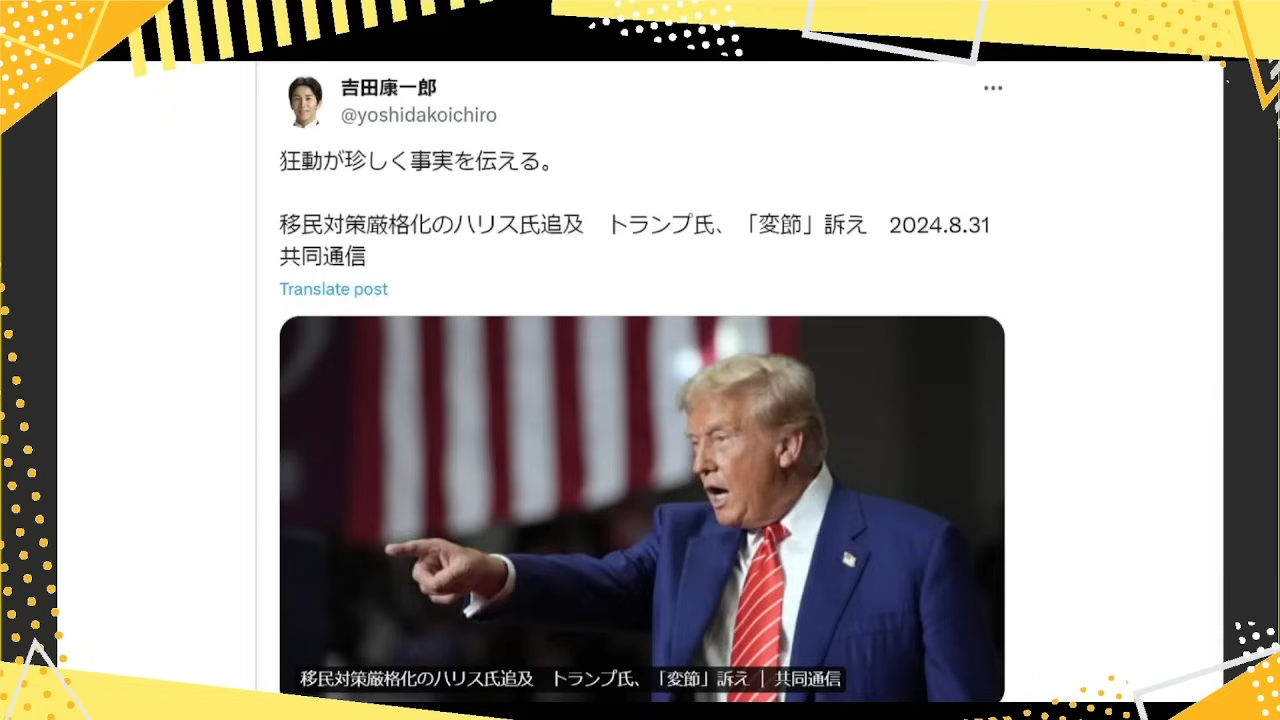 吉田康一郎
@yoshidakoichiro
狂動が珍しく事実を伝える。
移民対策厳格化のハリス氏追及　トランプ氏、「変節」訴え　2024.8.31
共同通信
Translate post
移民対策厳格化のハリス氏追及　トランプ氏、「変節」訴え | 共同通信